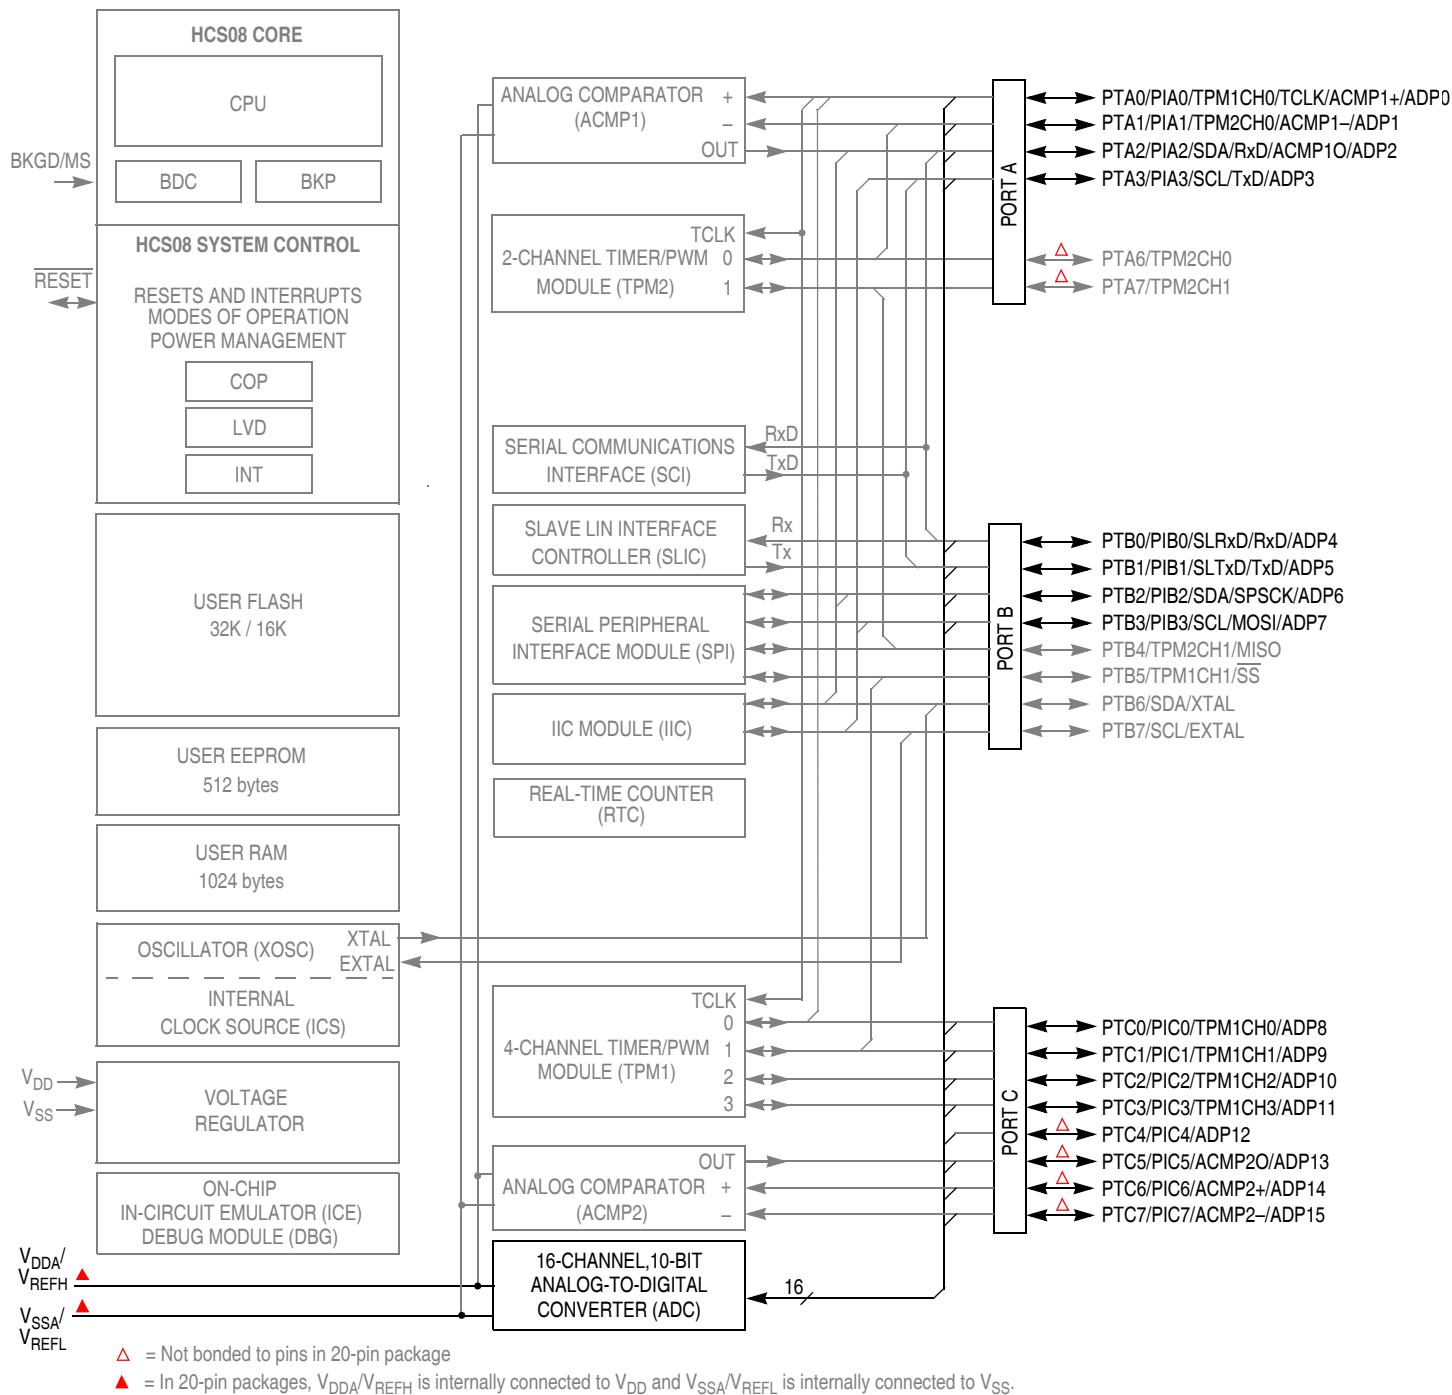 HCS08 CORE
CPU
BDC
BKP
BKGD/MS
HCS08 SYSTEM CONTROL
RESET
RESETS AND INTERRUPTS
MODES OF OPERATION
POWER MANAGEMENT
COP
LVD
INT
USER FLASH
32K / 16K
USER EEPROM
512 bytes
USER RAM
1024 bytes
OSCILLATOR (XOSC)
XTAL
EXTAL
INTERNAL
CLOCK SOURCE (ICS)
VDD
VSS
VOLTAGE
REGULATOR
ON-CHIP
IN-CIRCUIT EMULATOR (ICE)
DEBUG MODULE (DBG)
VDDA/
VREFH
VSSA/
VREFL
ANALOG COMPARATOR
(ACMP1)
+
–
OUT
TCLK
2-CHANNEL TIMER/PWM
MODULE (TPM2)
0
1
SERIAL COMMUNICATIONS
INTERFACE (SCI)
RxD
TxD
SLAVE LIN INTERFACE
CONTROLLER (SLIC)
Rx
Tx
SERIAL PERIPHERAL
INTERFACE MODULE (SPI)
IIC MODULE (IIC)
REAL-TIME COUNTER
(RTC)
TCLK
0
4-CHANNEL TIMER/PWM
MODULE (TPM1)
1
2
3
OUT
ANALOG COMPARATOR
(ACMP2)
+
–
16-CHANNEL,10-BIT
ANALOG-TO-DIGITAL
CONVERTER (ADC)
16
PORT A
PTA0/PIA0/TPM1CH0/TCLK/ACMP1+/ADP0
PTA1/PIA1/TPM2CH0/ACMP1–/ADP1
PTA2/PIA2/SDA/RxD/ACMP1O/ADP2
PTA3/PIA3/SCL/TxD/ADP3
PTA6/TPM2CH0
PTA7/TPM2CH1
PORT B
PTB0/PIB0/SLRxD/RxD/ADP4
PTB1/PIB1/SLTxD/TxD/ADP5
PTB2/PIB2/SDA/SPSCK/ADP6
PTB3/PIB3/SCL/MOSI/ADP7
PTB4/TPM2CH1/MISO
PTB5/TPM1CH1/SS
PTB6/SDA/XTAL
PTB7/SCL/EXTAL
PORT C
PTC0/PIC0/TPM1CH0/ADP8
PTC1/PIC1/TPM1CH1/ADP9
PTC2/PIC2/TPM1CH2/ADP10
PTC3/PIC3/TPM1CH3/ADP11
PTC4/PIC4/ADP12
PTC5/PIC5/ACMP2O/ADP13
PTC6/PIC6/ACMP2+/ADP14
PTC7/PIC7/ACMP2–/ADP15
= Not bonded to pins in 20-pin package
= In 20-pin packages, VDDA/VREFH is internally connected to VDD and VSSA/VREFL is internally connected to VSS.